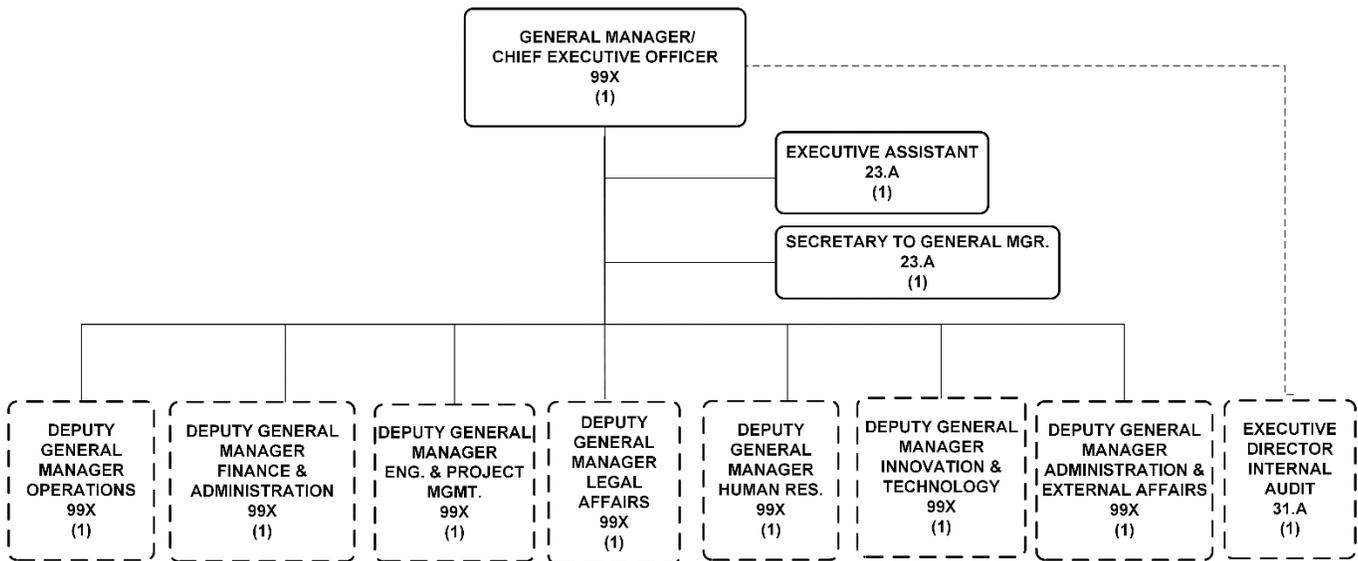 GENERAL MANAGER/
CHIEF EXECUTIVE OFFICER
99X
(1)
EXECUTIVE ASSISTANT
23.A
(1)
SECRETARY TO GENERAL MGR.
23.A
(1)
DEPUTY
GENERAL
MANAGER
OPERATIONS
99X
(1)
DEPUTY GENERAL
MANAGER
FINANCE &
ADMINISTRATION
99X
(1)
DEPUTY GENERAL
MANAGER
ENG. & PROJECT
MGMT.
99X
(1)
DEPUTY
GENERAL
MANAGER
LEGAL
AFFAIRS
99X
(1)
DEPUTY
GENERAL
MANAGER
HUMAN RES.
99X
(1)
DEPUTY GENERAL
MANAGER
INNOVATION &
TECHNOLOGY
99X
(1)
DEPUTY GENERAL
MANAGER
ADMINISTRATION &
EXTERNAL AFFAIRS
99X
(1)
EXECUTIVE
DIRECTOR
INTERNAL
AUDIT
31.A
(1)